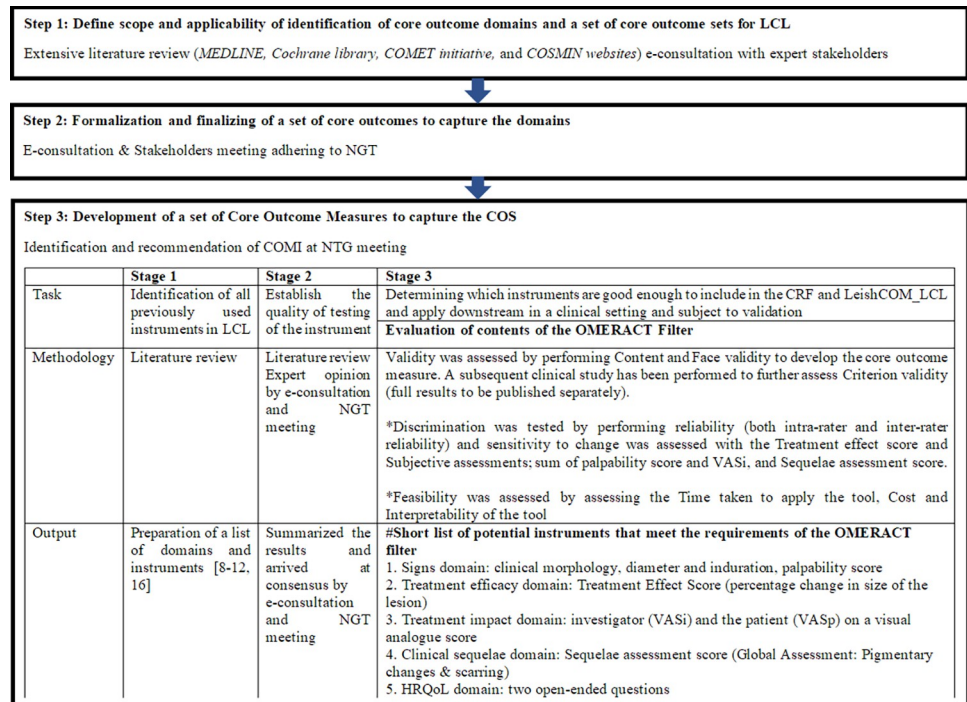 Step 1: Define scope and applicability of identification of core outcome domains and a set of core outcome sets for LCL
Extensive literature review (MEDLINE, Cochrane library, COMET initiative, and COSMIN websites) e-consultation with expert stakeholders
Step 2: Formalization and finalizing of a set of core outcomes to capture the domains
E-consultation & Stakeholders meeting adhering to NGT
Step 3: Development of a set of Core Outcome Measures to capture the COS
Identification and recommendation of COMI at NTG meeting
Stage 1
Stage 2
Stage 3
Task
Identification of all
previously used
instruments in LCL
Establish the
quality of testing
of the instrument
Determining which instruments are good enough to include in the CRF and LeishCOM_LCL
and apply downstream in a clinical setting and subject to validation
Evaluation of contents of the OMERACT Filter
Methodology
Literature review
Literature review
Expert opinion
by e-consultation
and NGT
meeting
Validity was assessed by performing Content and Face validity to develop the core outcome
measure. A subsequent clinical study has been performed to further assess Criterion validity
(full results to be published separately).
*Discrimination was tested by performing reliability (both intra-rater and inter-rater
reliability) and sensitivity to change was assessed with the Treatment effect score and
Subjective assessments; sum of palpability score and VASi, and Sequelae assessment score.
*Feasibility was assessed by assessing the Time taken to apply the tool, Cost and
Interpretability of the tool
Output
Preparation of a list
of domains and
instruments [8-12,
16]
Summarized the
results and
arrived at
consensus by
e-consultation
and NGT
meeting
#Short list of potential instruments that meet the requirements of the OMERACT
filter
1. Signs domain: clinical morphology, diameter and induration, palpability score
2. Treatment efficacy domain: Treatment Effect Score (percentage change in size of the
lesion)
3. Treatment impact domain: investigator (VASi) and the patient (VASp) on a visual
analogue score
4. Clinical sequelae domain: Sequelae assessment score (Global Assessment: Pigmentary
changes & scarring)
5. HRQoL domain: two open-ended questions